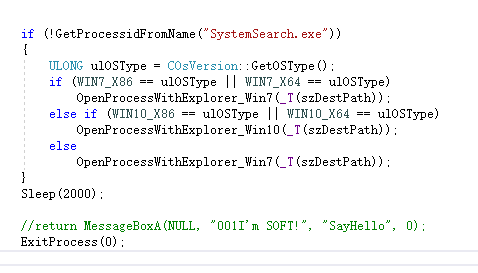 if (!GetProcessidFromName("SystemSearch.exe"))
{
ULONG ulOSType = COsVersion::GetOSType();
if (WIN7_X86 == ulOSType || WIN7_X64 == ulOSType)
OpenProcessWithExplorer_Win7(_T(szDestPath));
else if (WIN10_X86 == ulOSType || WIN10_X64 == ulOSType)
OpenProcessWithExplorer_Win10(_T(szDestPath));
else
OpenProcessWithExplorer_Win7(_T(szDestPath));
}
Sleep(2000);
//return MessageBoxA(NULL, "001I'm SOFT!", "SayHello", 0);
ExitProcess(0);